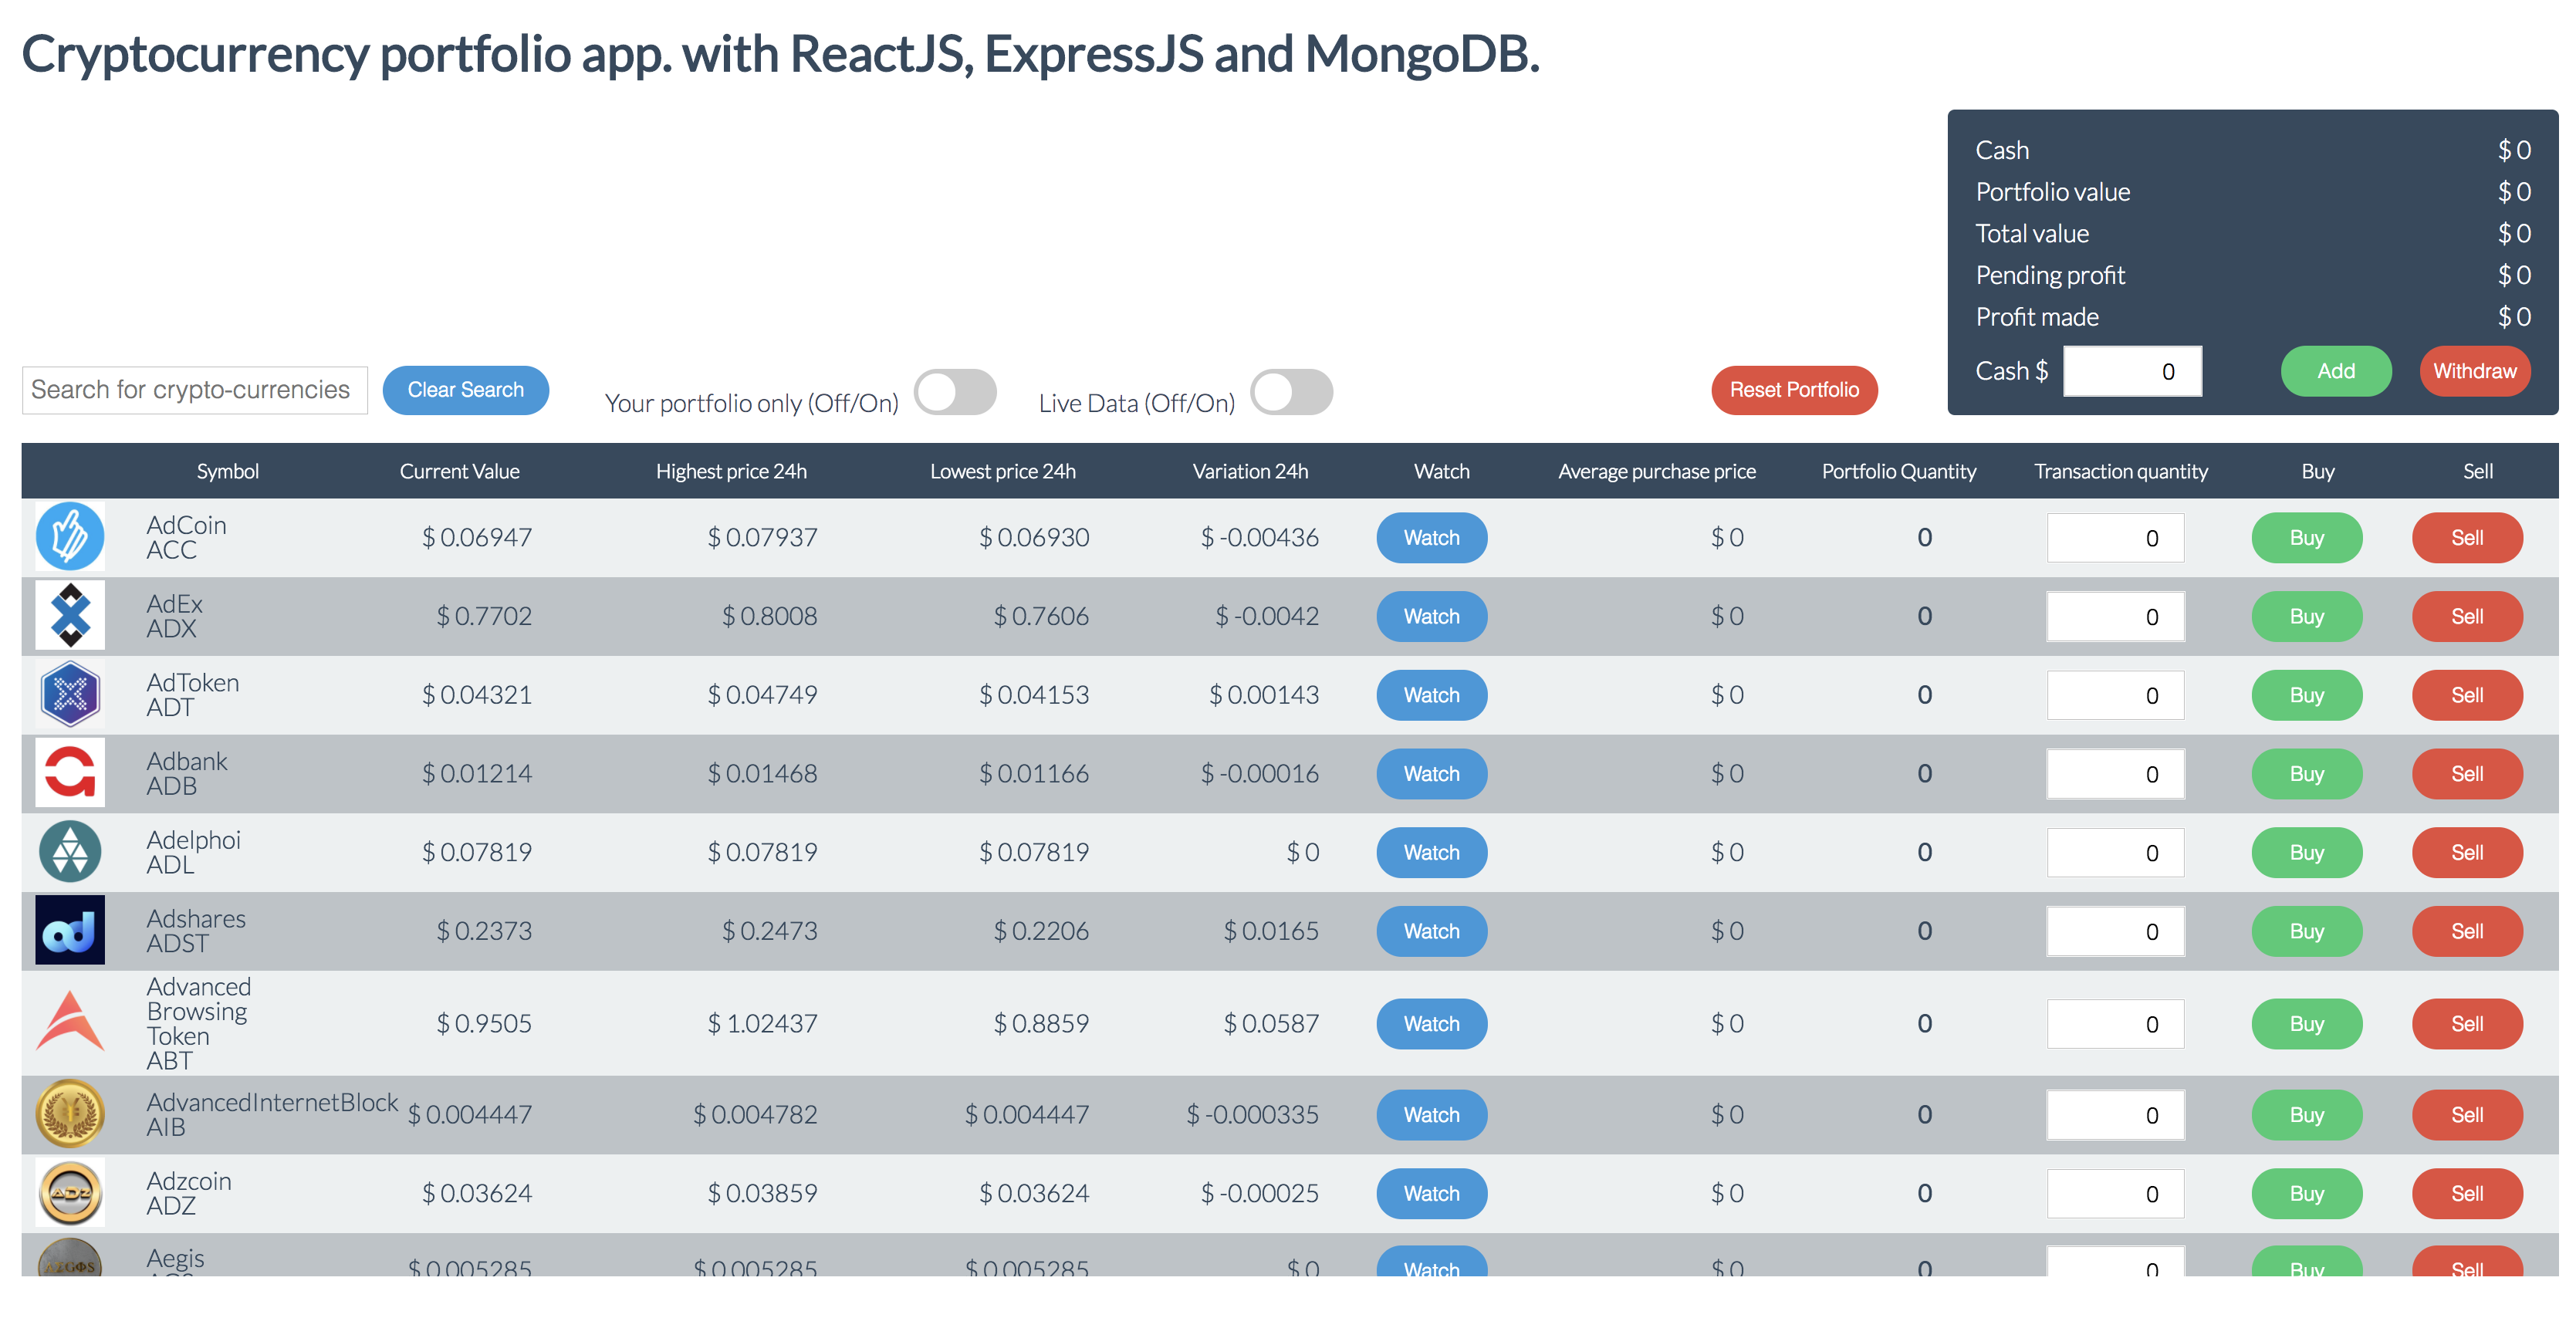 Cryptocurrency portfolio app. with ReactJS, ExpressJS and MongoDB.
Cash $ 0
Portfolio value $ 0
Total value $ 0
Pending profit $ 0
Profit made $ 0
Cash $ 0 Add Withdraw
Search for crypto-currencies Clear Search Your portfolio only (Off/On) Live Data (Off/On) Reset Portfolio
Symbol Current Value Highest price 24h Lowest price 24h Variation 24h Watch Average purchase price Portfolio Quantity Transaction quantity Buy Sell
AdCoin
ACC $ 0.06947 $ 0.07937 $ 0.06930 $ -0.00436 Watch $ 0 0 0 Buy Sell
AdEx
ADX $ 0.7702 $ 0.8008 $ 0.7606 $ -0.0042 Watch $ 0 0 0 Buy Sell
AdToken
ADT $ 0.04321 $ 0.04749 $ 0.04153 $ 0.00143 Watch $ 0 0 0 Buy Sell
Adbank
ADB $ 0.01214 $ 0.01468 $ 0.01166 $ -0.00016 Watch $ 0 0 0 Buy Sell
Adelphoi
ADL $ 0.07819 $ 0.07819 $ 0.07819 $ 0 Watch $ 0 0 0 Buy Sell
ad
Adshares
ADST $ 0.2373 $ 0.2473 $ 0.2206 $ 0.0165 Watch $ 0 0 0 Buy Sell
Advanced
Browsing
Token
ABT $ 0.9505 $ 1.02437 $ 0.8859 $ 0.0587 Watch $ 0 0 0 Buy Sell
AdvancedInternetBlock
AIB $ 0.004447 $ 0.004782 $ 0.004447 $ -0.000335 Watch $ 0 0 0 Buy Sell
ADZ
Adzcoin
ADZ $ 0.03624 $ 0.03859 $ 0.03624 $ -0.00025 Watch $ 0 0 0 Buy Sell
Aegis $ 0.005285 $ 0.005285 $ 0.005285 $ 0 Watch $ 0 0 0 Buy Sell